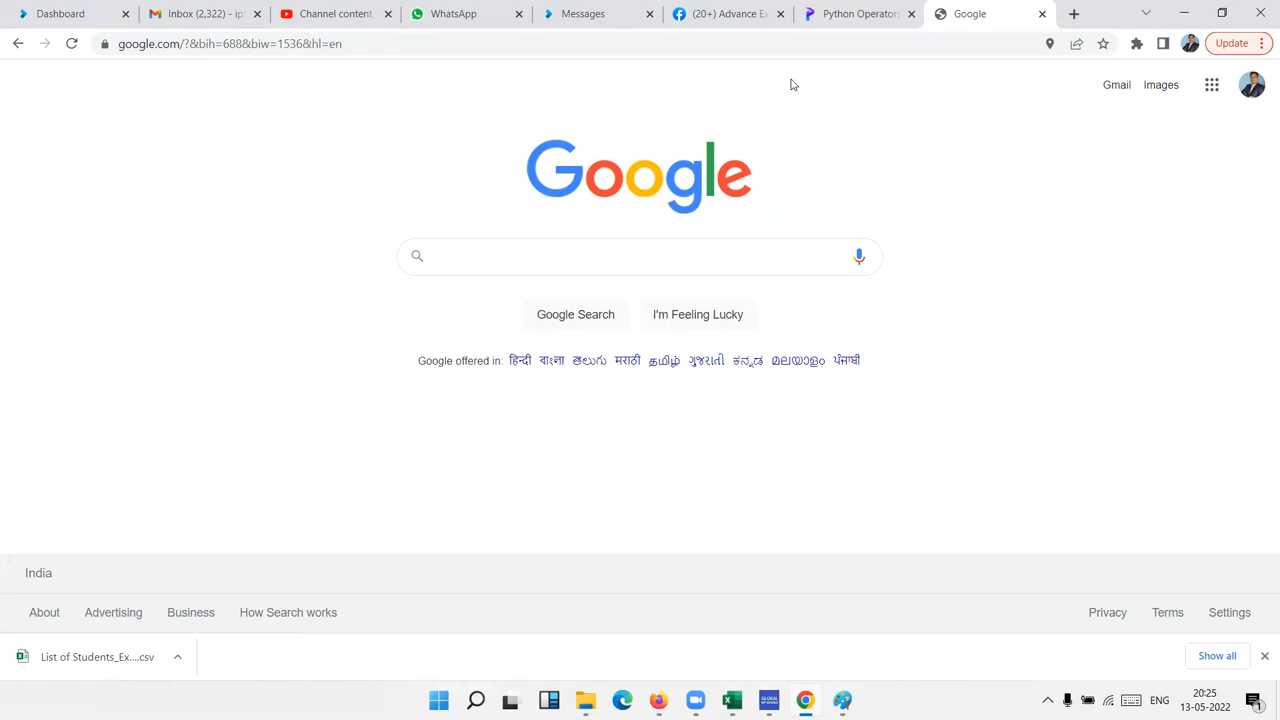 Dashboard
Inbox (2,322) - ipt
Channel content
WhatsApp
Messages
(20+) Advance Ex
Python Operators
Google
google.com/?&bih=688&biw=1536&hl=en
Update
Gmail
Images
Google
Google Search
I'm Feeling Lucky
Google offered in: हिन्दी বাংলা తెలుగు मराठी தமிழ் ગુજરાતી ಕನ್ನಡ മലയാളം ਪੰਜਾਬੀ
India
About
Advertising
Business
How Search works
Privacy
Terms
Settings
List of Students_Ex....csv
Show all
ENG
20:25
13-05-2022